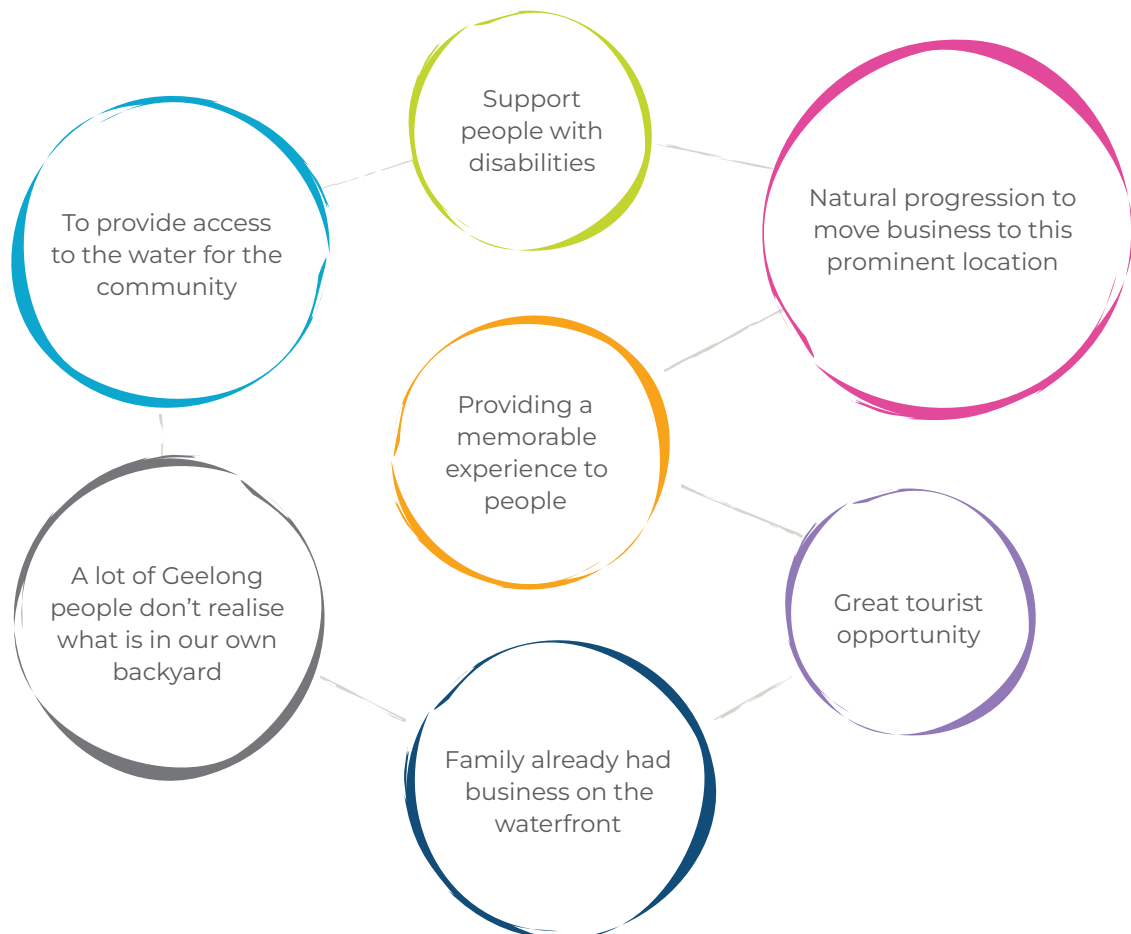 Support
people with
disabilities
To provide access
to the water for the
community
Natural progression to
move business to this
prominent location
Providing a
memorable
experience to
people
A lot of Geelong
people don’t realise
what is in our own
backyard
Great tourist
opportunity
Family already had
business on the
waterfront